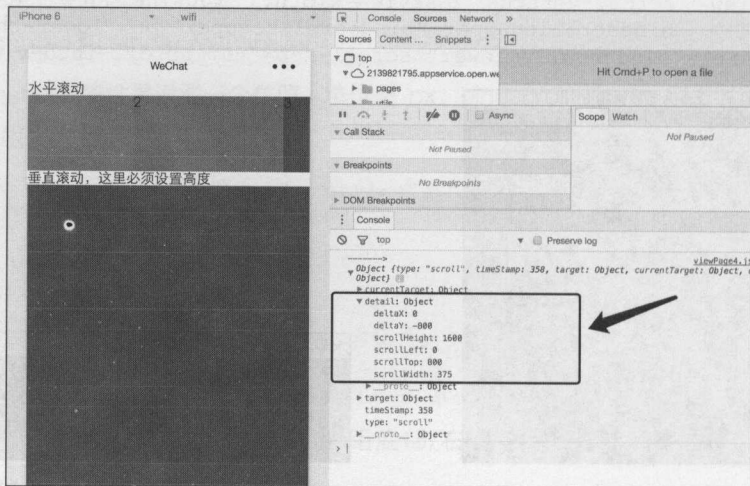 iPhone 6 wifi
WeChat
水平滚动
2 3
垂直滚动，这里必须设置高度
Console Sources Network »
Sources Content ... Snippets
top
2139821795.appservice.open.we
pages
utils
Hit Cmd+P to open a file
Async
Call Stack
Not Paused
Breakpoints
No Breakpoints
DOM Breakpoints
Scope Watch
Not Paused
Console
top Preserve log
--------->
viewPage4.js
Object {type: "scroll", timeStamp: 358, target: Object, currentTarget: Object,
Object}
currentTarget: Object
detail: Object
deltaX: 0
deltaY: -800
scrollHeight: 1600
scrollLeft: 0
scrollTop: 800
scrollWidth: 375
__proto__: Object
target: Object
timeStamp: 358
type: "scroll"
__proto__: Object
>